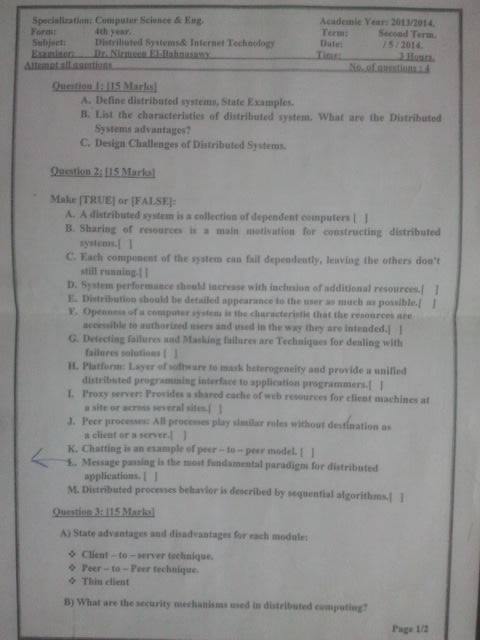 Specialization: Computer Science & Eng. Academic Year: 2013/2014.
Form: 4th year. Term: Second Term.
Subject: Distributed Systems& Internet Technology Date: / 5 / 2014.
Examiner: Dr. Nirmeen El-Bahnasawy Time: 3 Hours.
Attempt all questions No. of questions : 4
Question 1: [15 Marks]
A. Define distributed systems, State Examples.
B. List the characteristics of distributed system. What are the Distributed
Systems advantages?
C. Design Challenges of Distributed Systems.
Question 2: [15 Marks]
Make [TRUE] or [FALSE]:
A. A distributed system is a collection of dependent computers [ ]
B. Sharing of resources is a main motivation for constructing distributed
systems.[ ]
C. Each component of the system can fail dependently, leaving the others don't
still running.[ ]
D. System performance should increase with inclusion of additional resources.[ ]
E. Distribution should be detailed appearance to the user as much as possible.[ ]
F. Openness of a computer system is the characteristic that the resources are
accessible to authorized users and used in the way they are intended.[ ]
G. Detecting failures and Masking failures are Techniques for dealing with
failures solutions [ ]
H. Platform: Layer of software to mask heterogeneity and provide a unified
distributed programming interface to application programmers.[ ]
I. Proxy server: Provides a shared cache of web resources for client machines at
a site or across several sites.[ ]
J. Peer processes: All processes play similar roles without destination as
a client or a server.[ ]
K. Chatting is an example of peer – to – peer model. [ ]
L. Message passing is the most fundamental paradigm for distributed
applications. [ ]
M. Distributed processes behavior is described by sequential algorithms.[ ]
Question 3: [15 Marks]
A) State advantages and disadvantages for each module:
❖ Client – to – server technique.
❖ Peer – to – Peer technique.
❖ Thin client
B) What are the security mechanisms used in distributed computing?
Page 1/2